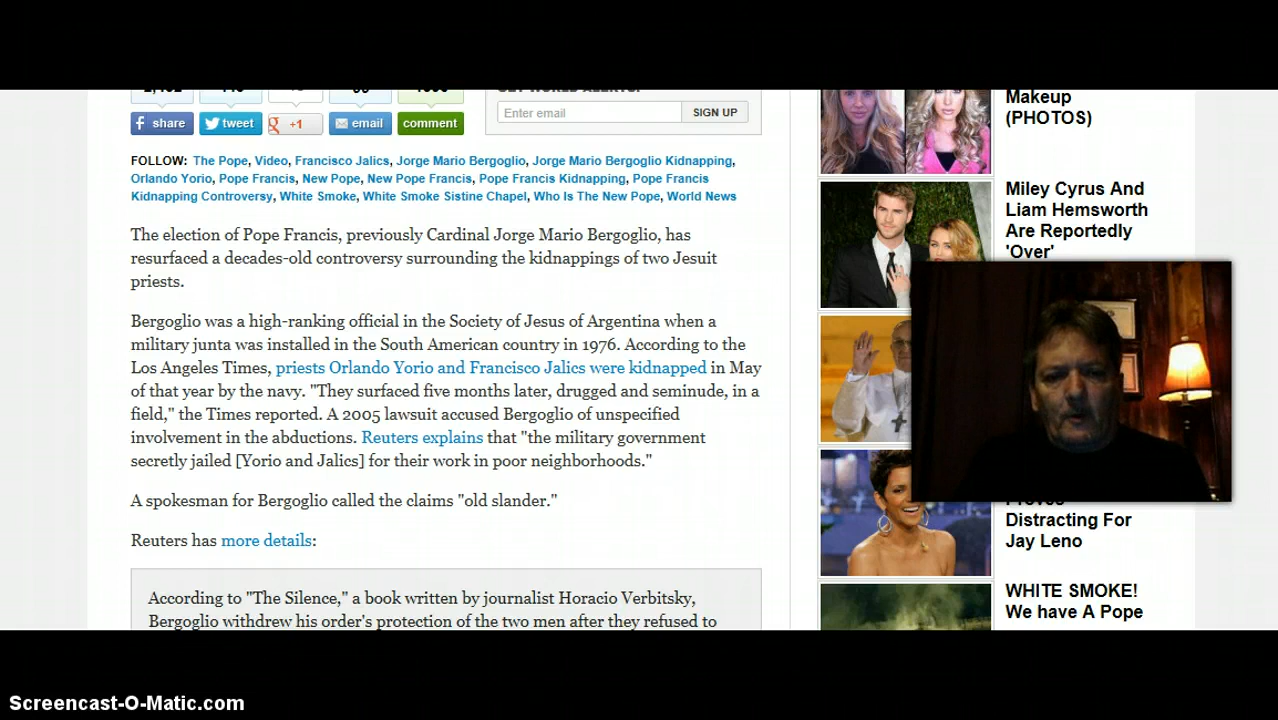 share
tweet
+1
email
comment
Enter email
SIGN UP
FOLLOW: The Pope, Video, Francisco Jalics, Jorge Mario Bergoglio, Jorge Mario Bergoglio Kidnapping,
Orlando Yorio, Pope Francis, New Pope, New Pope Francis, Pope Francis Kidnapping, Pope Francis
Kidnapping Controversy, White Smoke, White Smoke Sistine Chapel, Who Is The New Pope, World News
The election of Pope Francis, previously Cardinal Jorge Mario Bergoglio, has
resurfaced a decades-old controversy surrounding the kidnappings of two Jesuit
priests.
Bergoglio was a high-ranking official in the Society of Jesus of Argentina when a
military junta was installed in the South American country in 1976. According to the
Los Angeles Times, priests Orlando Yorio and Francisco Jalics were kidnapped in May
of that year by the navy. "They surfaced five months later, drugged and seminude, in a
field," the Times reported. A 2005 lawsuit accused Bergoglio of unspecified
involvement in the abductions. Reuters explains that "the military government
secretly jailed [Yorio and Jalics] for their work in poor neighborhoods."
A spokesman for Bergoglio called the claims "old slander."
Reuters has more details:
According to "The Silence," a book written by journalist Horacio Verbitsky,
Bergoglio withdrew his order's protection of the two men after they refused to
Makeup
(PHOTOS)
Miley Cyrus And
Liam Hemsworth
Are Reportedly
'Over'
Distracting For
Jay Leno
WHITE SMOKE!
We have A Pope
Screencast-O-Matic.com